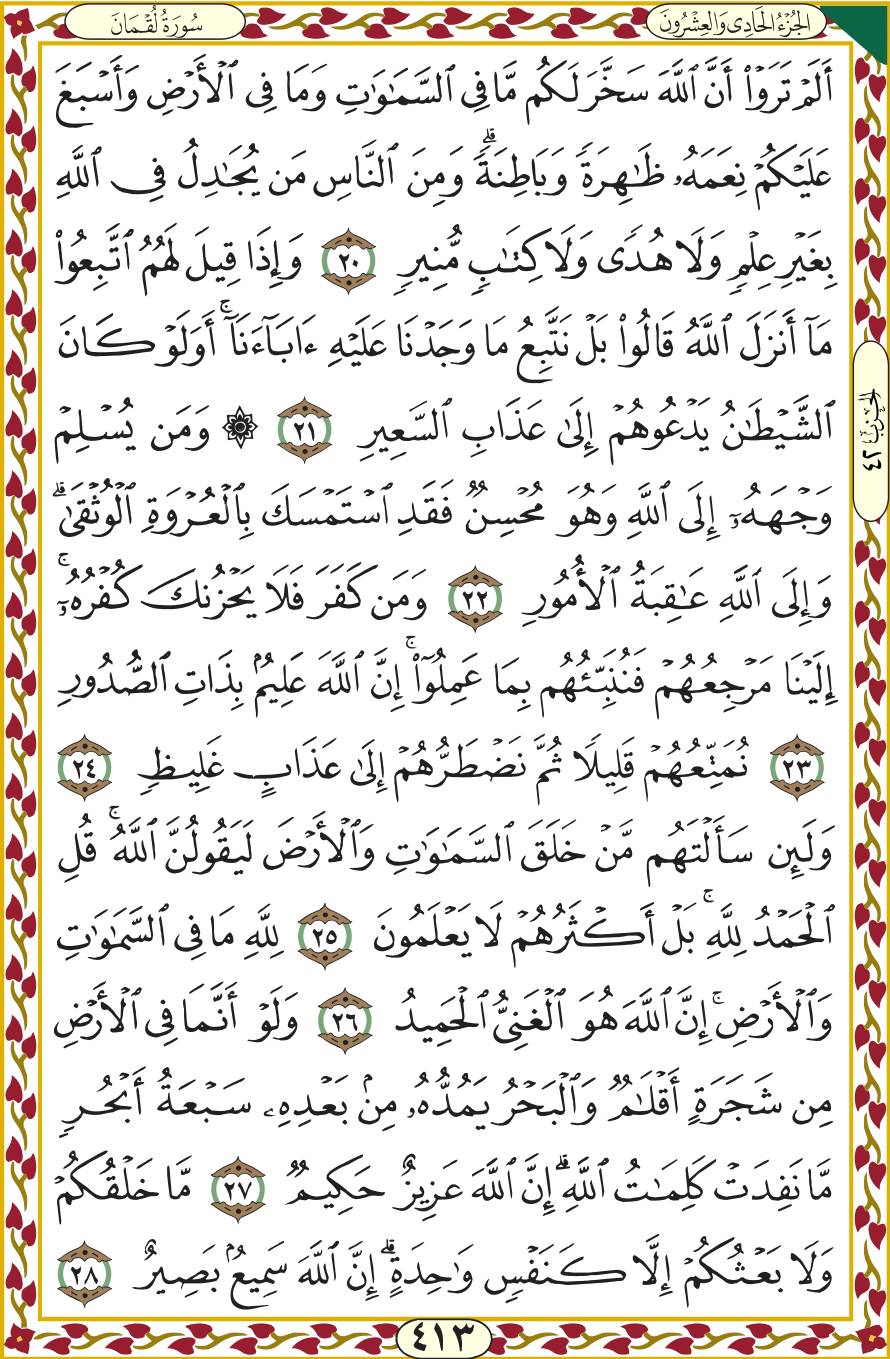 الجُزْءُ الحَادِى وَالعِشْرُونَ
سُورَةُ لُقْمَانَ
أَلَمْ تَرَوْا۟ أَنَّ ٱللَّهَ سَخَّرَ لَكُم مَّا فِى ٱلسَّمَـٰوَٰتِ وَمَا فِى ٱلْأَرْضِ وَأَسْبَغَ
عَلَيْكُمْ نِعَمَهُۥ ظَـٰهِرَةً وَبَاطِنَةً ۗ وَمِنَ ٱلنَّاسِ مَن يُجَـٰدِلُ فِى ٱللَّهِ
بِغَيْرِ عِلْمٍ وَلَا هُدًى وَلَا كِتَـٰبٍ مُّنِيرٍ ٢٠ وَإِذَا قِيلَ لَهُمُ ٱتَّبِعُوا۟
مَآ أَنزَلَ ٱللَّهُ قَالُوا۟ بَلْ نَتَّبِعُ مَا وَجَدْنَا عَلَيْهِ ءَابَآءَنَآ ۚ أَوَلَوْ كَانَ
ٱلشَّيْطَـٰنُ يَدْعُوهُمْ إِلَىٰ عَذَابِ ٱلسَّعِيرِ ٢١ ۞ وَمَن يُسْلِمْ
وَجْهَهُۥٓ إِلَى ٱللَّهِ وَهُوَ مُحْسِنٌ فَقَدِ ٱسْتَمْسَكَ بِٱلْعُرْوَةِ ٱلْوُثْقَىٰ ۗ
وَإِلَى ٱللَّهِ عَـٰقِبَةُ ٱلْأُمُورِ ٢٢ وَمَن كَفَرَ فَلَا يَحْزُنكَ كُفْرُهُۥٓ ۚ
إِلَيْنَا مَرْجِعُهُمْ فَنُنَبِّئُهُم بِمَا عَمِلُوٓا۟ ۚ إِنَّ ٱللَّهَ عَلِيمٌۢ بِذَاتِ ٱلصُّدُورِ
٢٣ نُمَتِّعُهُمْ قَلِيلًا ثُمَّ نَضْطَرُّهُمْ إِلَىٰ عَذَابٍ غَلِيظٍ ٢٤
وَلَئِن سَأَلْتَهُم مَّنْ خَلَقَ ٱلسَّمَـٰوَٰتِ وَٱلْأَرْضَ لَيَقُولُنَّ ٱللَّهُ ۚ قُلِ
ٱلْحَمْدُ لِلَّهِ ۚ بَلْ أَكْثَرُهُمْ لَا يَعْلَمُونَ ٢٥ لِلَّهِ مَا فِى ٱلسَّمَـٰوَٰتِ
وَٱلْأَرْضِ ۚ إِنَّ ٱللَّهَ هُوَ ٱلْغَنِىُّ ٱلْحَمِيدُ ٢٦ وَلَوْ أَنَّمَا فِى ٱلْأَرْضِ
مِن شَجَرَةٍ أَقْلَـٰمٌ وَٱلْبَحْرُ يَمُدُّهُۥ مِنۢ بَعْدِهِۦ سَبْعَةُ أَبْحُرٍ
مَّا نَفِدَتْ كَلِمَـٰتُ ٱللَّهِ ۗ إِنَّ ٱللَّهَ عَزِيزٌ حَكِيمٌ ٢٧ مَّا خَلْقُكُمْ
وَلَا بَعْثُكُمْ إِلَّا كَنَفْسٍ وَٰحِدَةٍ ۗ إِنَّ ٱللَّهَ سَمِيعٌۢ بَصِيرٌ ٢٨
الحِزْب ٤٢
٤١٣